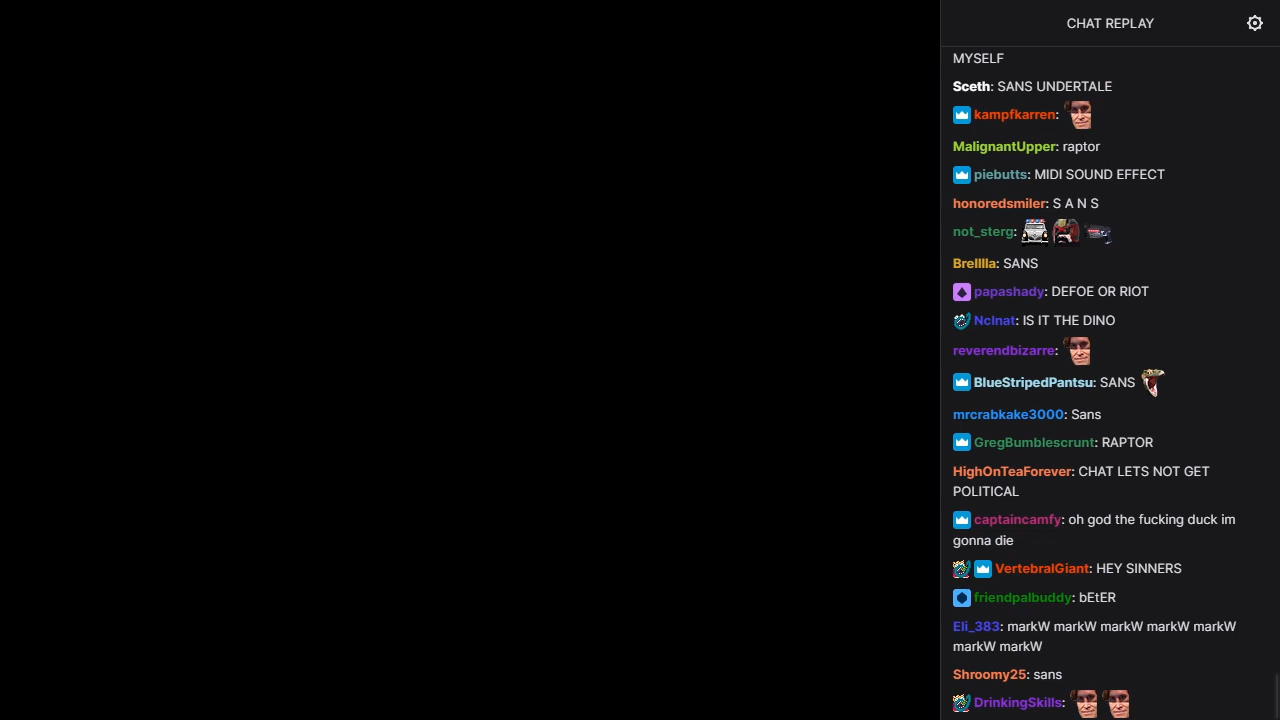 CHAT REPLAY
MYSELF
Sceth: SANS UNDERTALE
kampfkarren:
MalignantUpper: raptor
piebutts: MIDI SOUND EFFECT
honoredsmiler: S A N S
not_sterg:
Brelllla: SANS
papashady: DEFOE OR RIOT
NcInat: IS IT THE DINO
reverendbizarre:
BlueStripedPantsu: SANS
mrcrabkake3000: Sans
GregBumblescrunt: RAPTOR
HighOnTeaForever: CHAT LETS NOT GET
POLITICAL
captaincamfy: oh god the fucking duck im
gonna die
VertebralGiant: HEY SINNERS
friendpalbuddy: bEtER
Eli_383: markW markW markW markW markW
markW markW
Shroomy25: sans
DrinkingSkills: